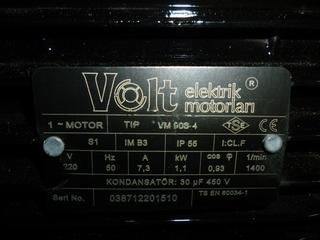 Volt elektrik motorları ®
1 ~ MOTOR TIP VM 90S-4 TSE CE
S1 IM B3 IP 55 I:CL.F
V Hz A kW cos φ 1/min
220 50 7,3 1,1 0,93 1400
KONDANSATÖR: 30 µF 450 V
Seri No. 038712201510 TS EN 60034-1